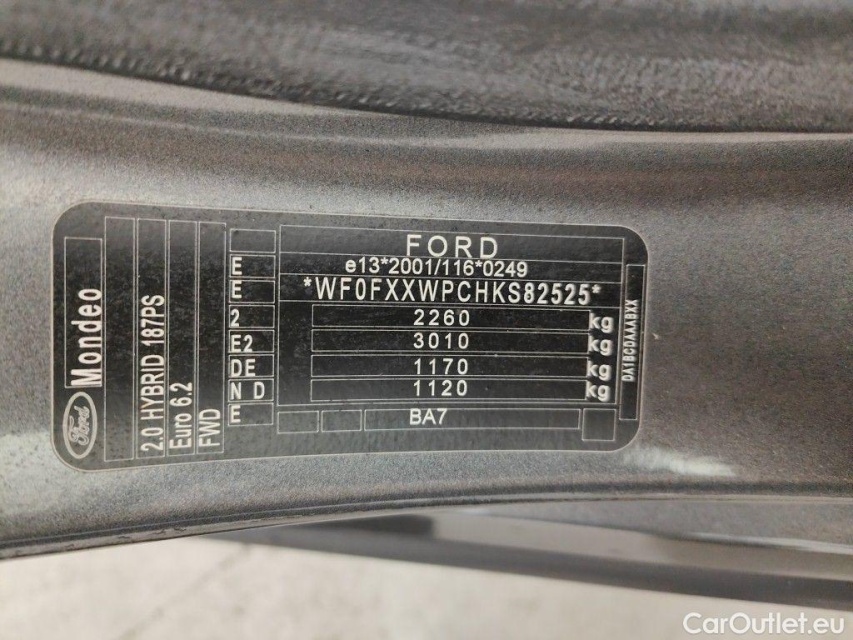 FORD
e13*2001/116*0249
*WF0FXXWPCHKS82525*
2260 kg
3010 kg
1170 kg
1120 kg
BA7
E
E
2
E2
DE
N D
E
Ford
Mondeo
2.0 HYBRID 187PS
Euro 6.2
FWD
DA1BCDAAABXX
CarOutlet.eu